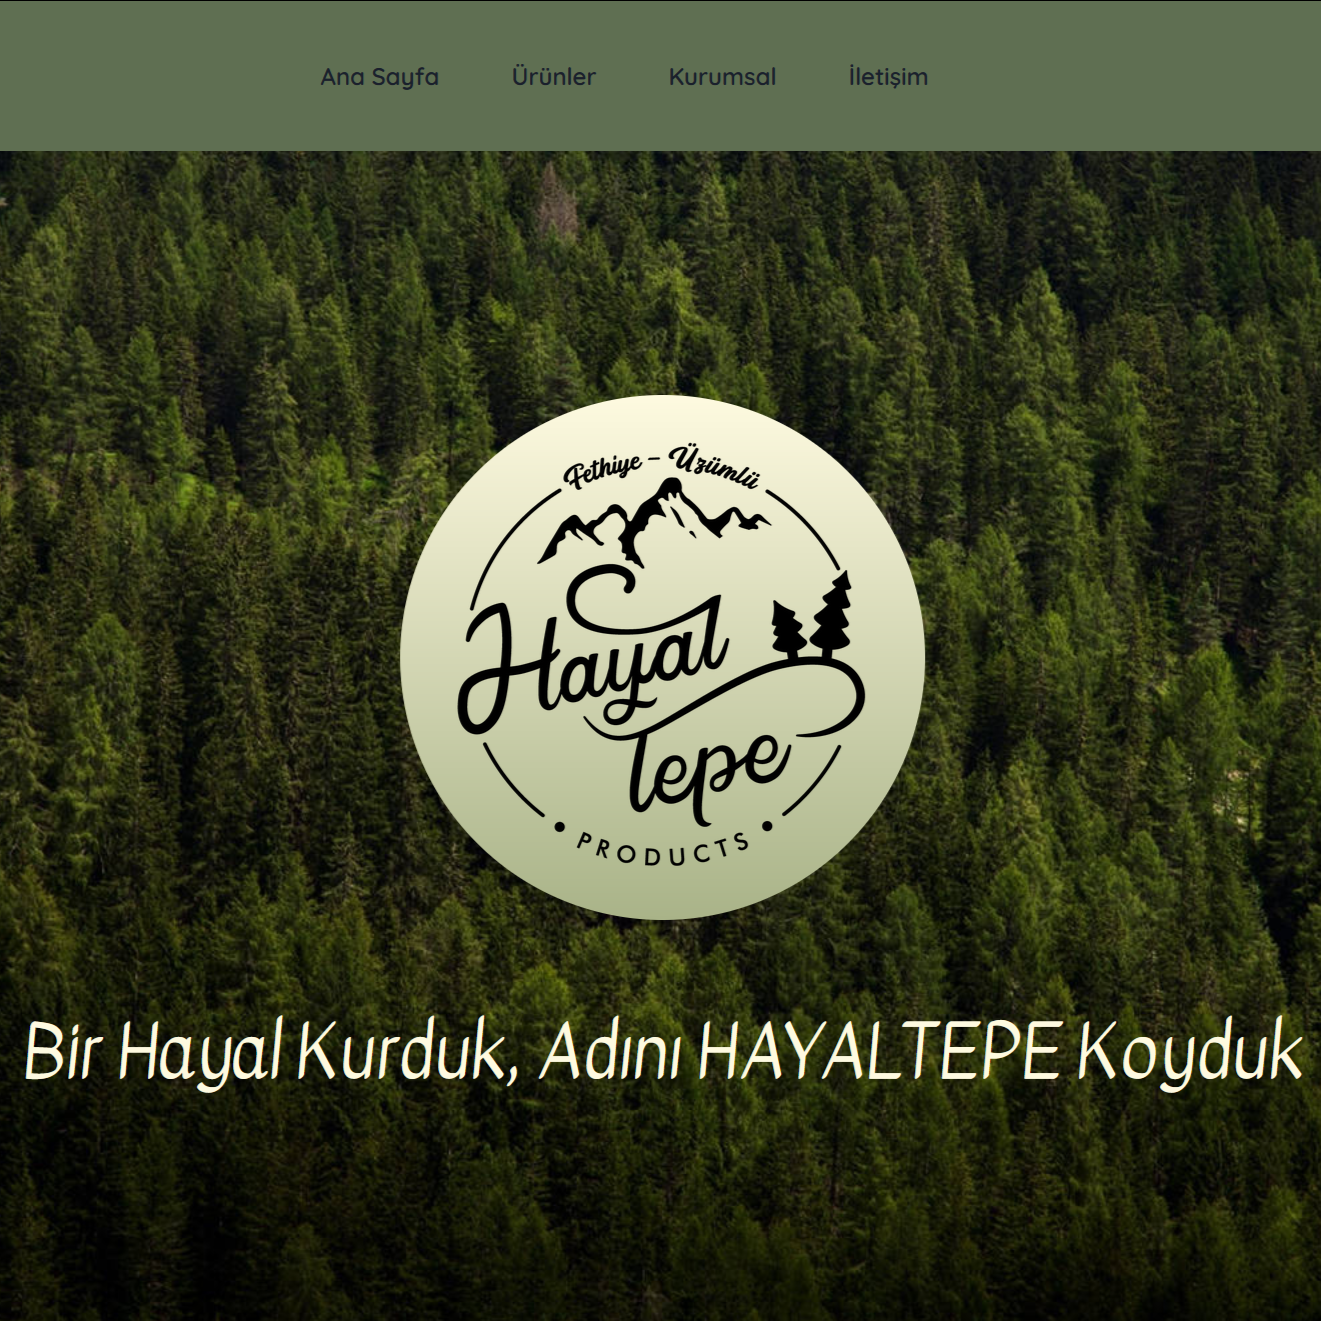 Ana Sayfa Ürünler Kurumsal İletişim
Fethiye - Üzümlü
Hayal
Tepe
• PRODUCTS •
Bir Hayal Kurduk, Adını HAYALTEPE Koyduk